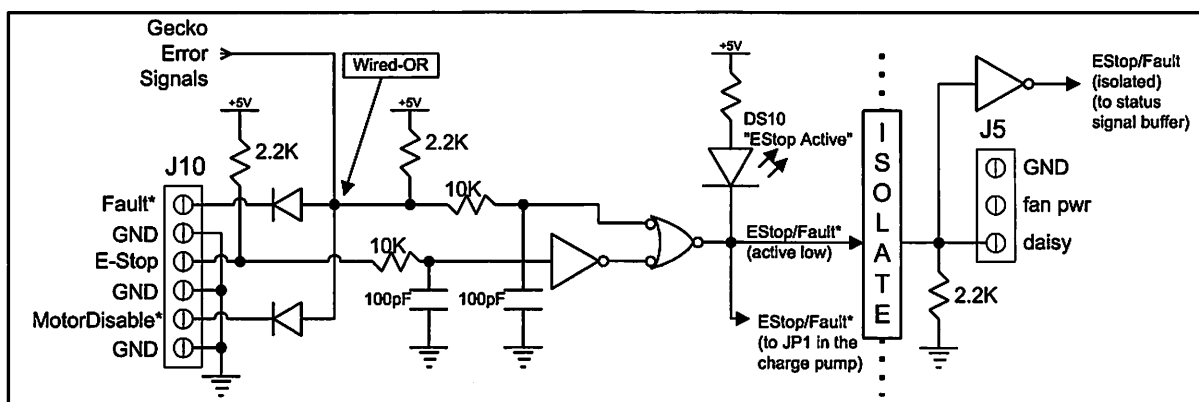 Gecko
Error
Signals
Wired-OR
+5V
2.2K
+5V
2.2K
J10
Fault*
GND
E-Stop
GND
MotorDisable*
GND
10K
10K
100pF
100pF
+5V
DS10
"EStop Active"
EStop/Fault*
(active low)
EStop/Fault*
(to JP1 in the
charge pump)
ISOLATE
EStop/Fault
(isolated)
(to status
signal buffer)
J5
GND
fan pwr
daisy
2.2K